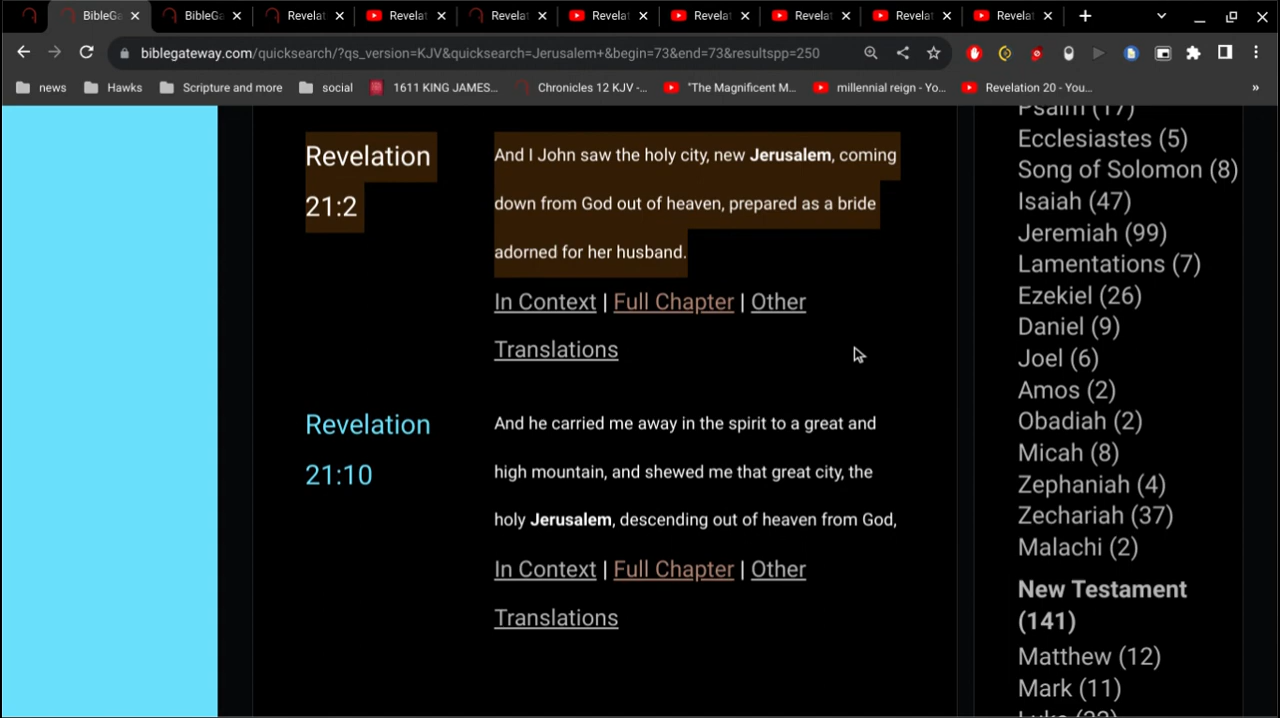 BibleGa
BibleG
Revelati
Revelat
Revelati
Revelat
Revelat
Revelat
Revelat
Revelat
biblegateway.com/quicksearch/?qs_version=KJV&quicksearch=Jerusalem+&begin=73&end=73&resultspp=250
news
Hawks
Scripture and more
social
1611 KING JAMES...
Chronicles 12 KJV -...
"The Magnificent M...
millennial reign - Yo...
Revelation 20 - You...
»
Revelation
21:2
And I John saw the holy city, new Jerusalem, coming
down from God out of heaven, prepared as a bride
adorned for her husband.
In Context | Full Chapter | Other
Translations
Revelation
21:10
And he carried me away in the spirit to a great and
high mountain, and shewed me that great city, the
holy Jerusalem, descending out of heaven from God,
In Context | Full Chapter | Other
Translations
Psalm (17)
Ecclesiastes (5)
Song of Solomon (8)
Isaiah (47)
Jeremiah (99)
Lamentations (7)
Ezekiel (26)
Daniel (9)
Joel (6)
Amos (2)
Obadiah (2)
Micah (8)
Zephaniah (4)
Zechariah (37)
Malachi (2)
New Testament
(141)
Matthew (12)
Mark (11)